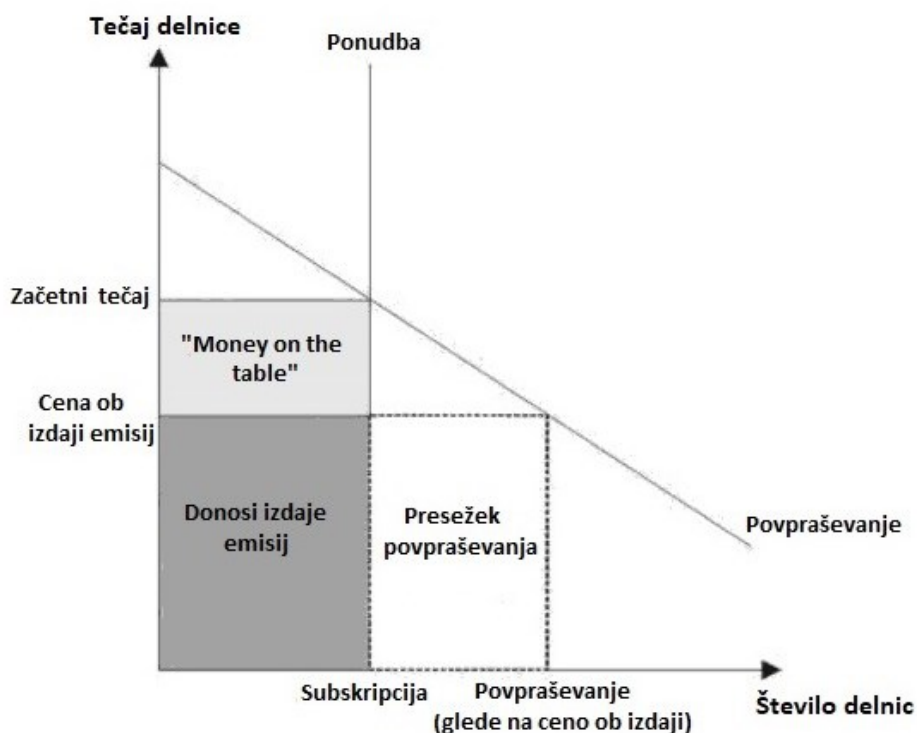 Tečaj delnice
Ponudba
Začetni tečaj
"Money on the
table"
Cena ob
izdaji emisij
Donosi izdaje
emisij
Presežek
povpraševanja
Povpraševanje
Subskripcija
Povpraševanje
(glede na ceno ob izdaji)
Število delnic